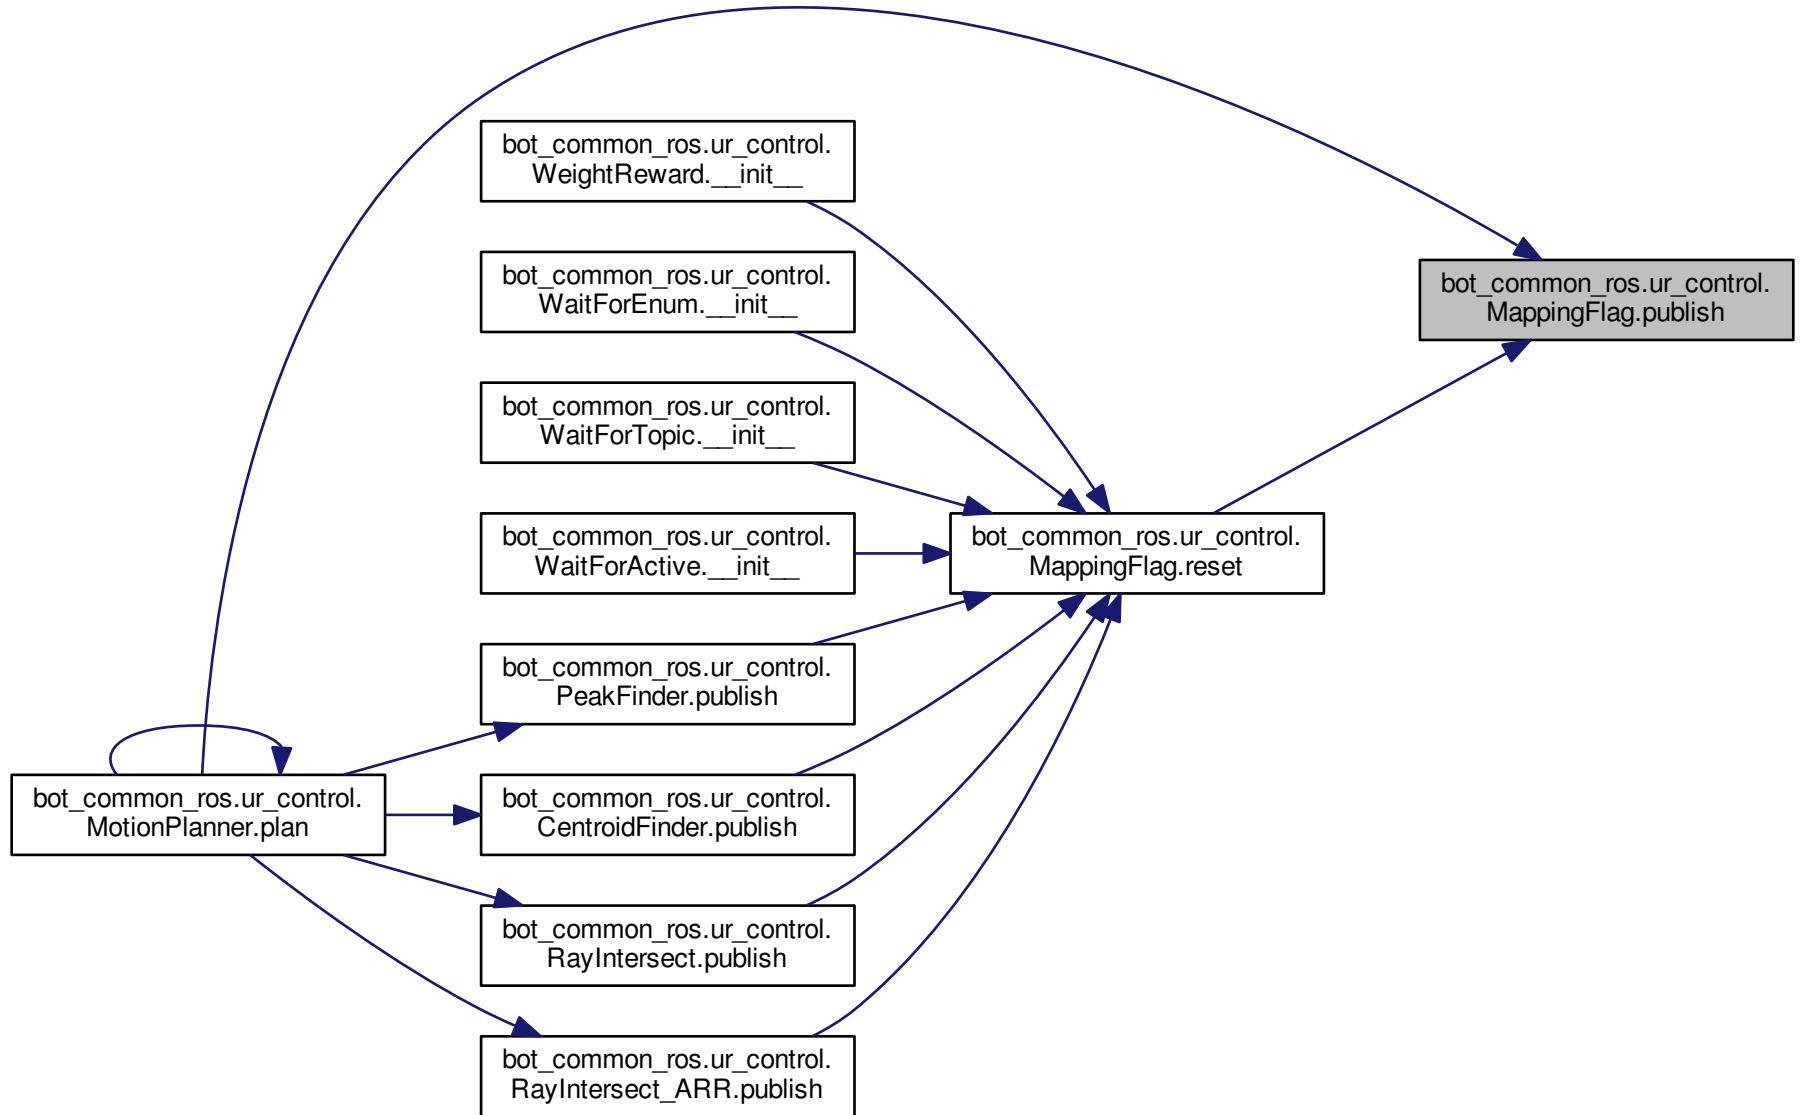 bot_common_ros.ur_control.
WeightReward.__init__
bot_common_ros.ur_control.
WaitForEnum.__init__
bot_common_ros.ur_control.
MappingFlag.publish
bot_common_ros.ur_control.
WaitForTopic.__init__
bot_common_ros.ur_control.
WaitForActive.__init__
bot_common_ros.ur_control.
MappingFlag.reset
bot_common_ros.ur_control.
PeakFinder.publish
bot_common_ros.ur_control.
MotionPlanner.plan
bot_common_ros.ur_control.
CentroidFinder.publish
bot_common_ros.ur_control.
RayIntersect.publish
bot_common_ros.ur_control.
RayIntersect_ARR.publish